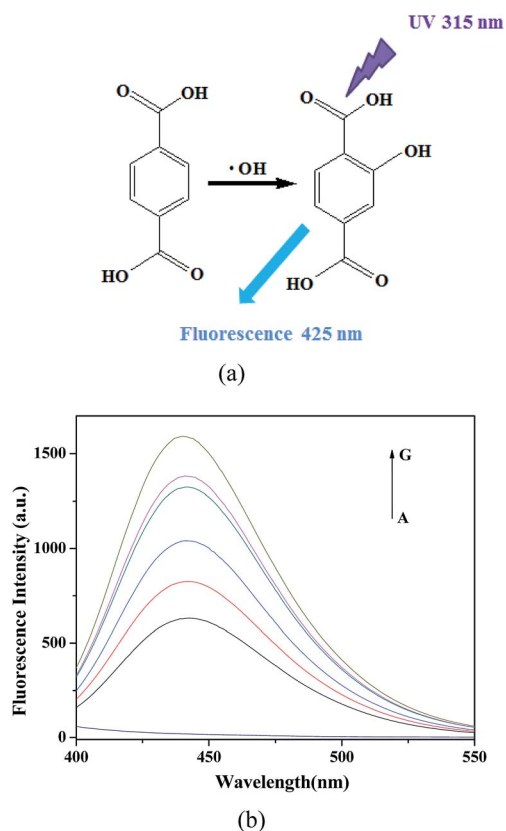 UV 315 nm
O
OH
O
OH
OH
• OH
HO
O
HO
O
Fluorescence 425 nm
(a)
1500
1000
500
0
Fluorescence Intensity (a.u.)
G
A
400
450
500
550
Wavelength(nm)
(b)